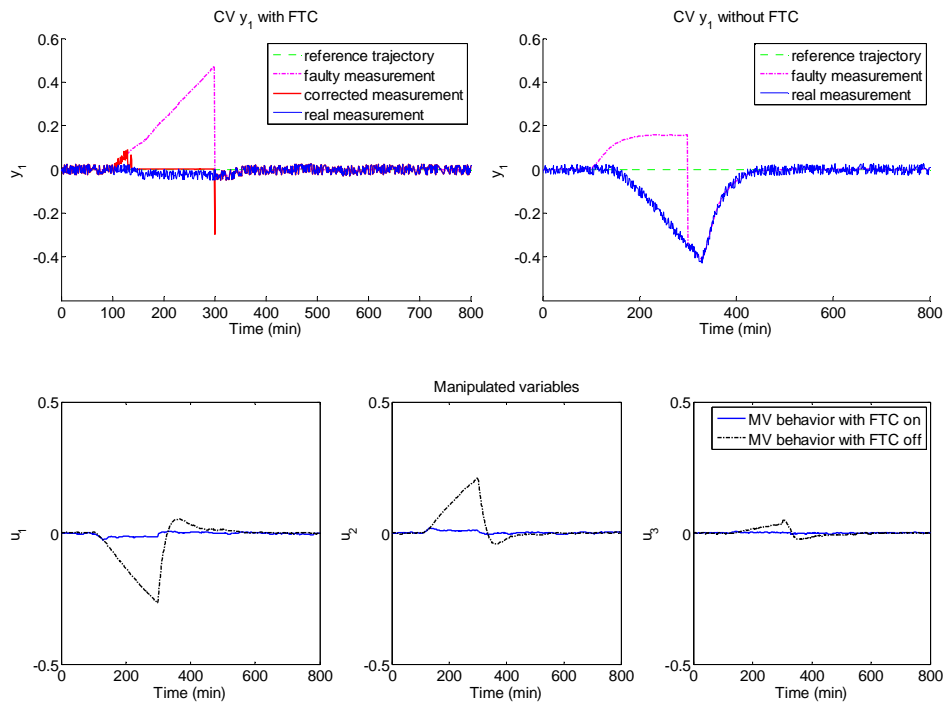 CV y1 with FTC
0.6
0.4
0.2
0
-0.2
-0.4
y1
reference trajectory
faulty measurement
corrected measurement
real measurement
0 100 200 300 400 500 600 700 800
Time (min)
CV y1 without FTC
0.6
0.4
0.2
0
-0.2
-0.4
y1
reference trajectory
faulty measurement
real measurement
0 200 400 600 800
Time (min)
Manipulated variables
0.5
0
-0.5
u1
0 200 400 600 800
Time (min)
0.5
0
-0.5
u2
0 200 400 600 800
Time (min)
0.5
0
-0.5
u3
MV behavior with FTC on
MV behavior with FTC off
0 200 400 600 800
Time (min)